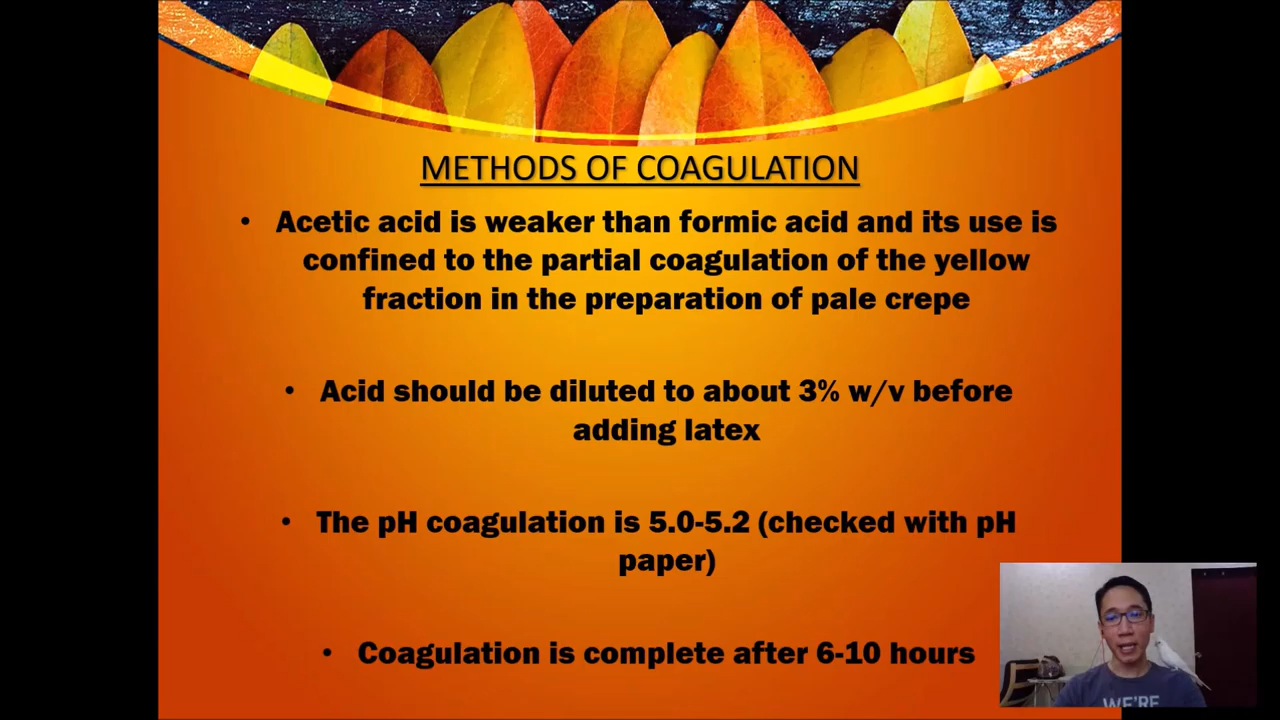 METHODS OF COAGULATION
• Acetic acid is weaker than formic acid and its use is
confined to the partial coagulation of the yellow
fraction in the preparation of pale crepe
• Acid should be diluted to about 3% w/v before
adding latex
• The pH coagulation is 5.0-5.2 (checked with pH
paper)
• Coagulation is complete after 6-10 hours
WE'RE